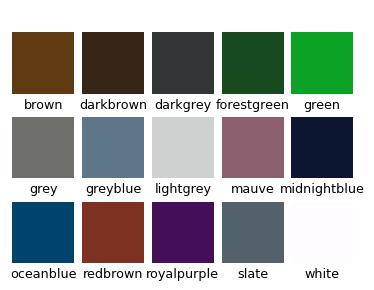 brown darkbrown darkgrey forestgreen green
grey greyblue lightgrey mauve midnightblue
oceanblue redbrown royalpurple slate white